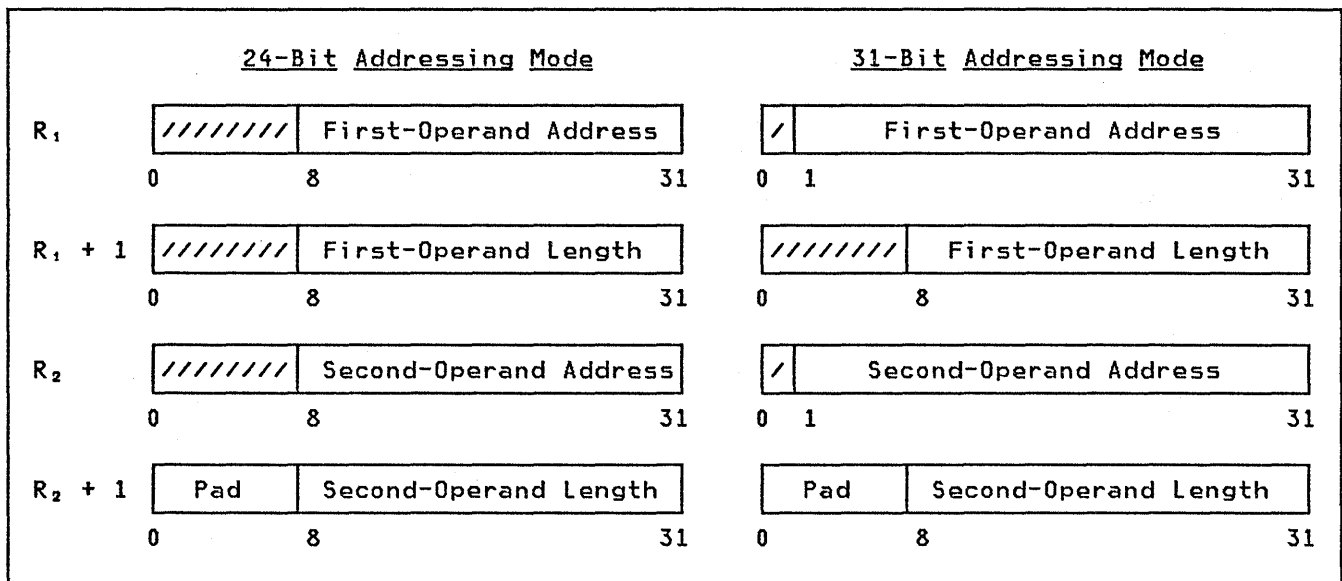 24-Bit Addressing Mode 31-Bit Addressing Mode
R₁ //////// First-Operand Address / First-Operand Address
0 8 31 0 1 31
R₁ + 1 //////// First-Operand Length //////// First-Operand Length
0 8 31 0 8 31
R₂ //////// Second-Operand Address / Second-Operand Address
0 8 31 0 1 31
R₂ + 1 Pad Second-Operand Length Pad Second-Operand Length
0 8 31 0 8 31